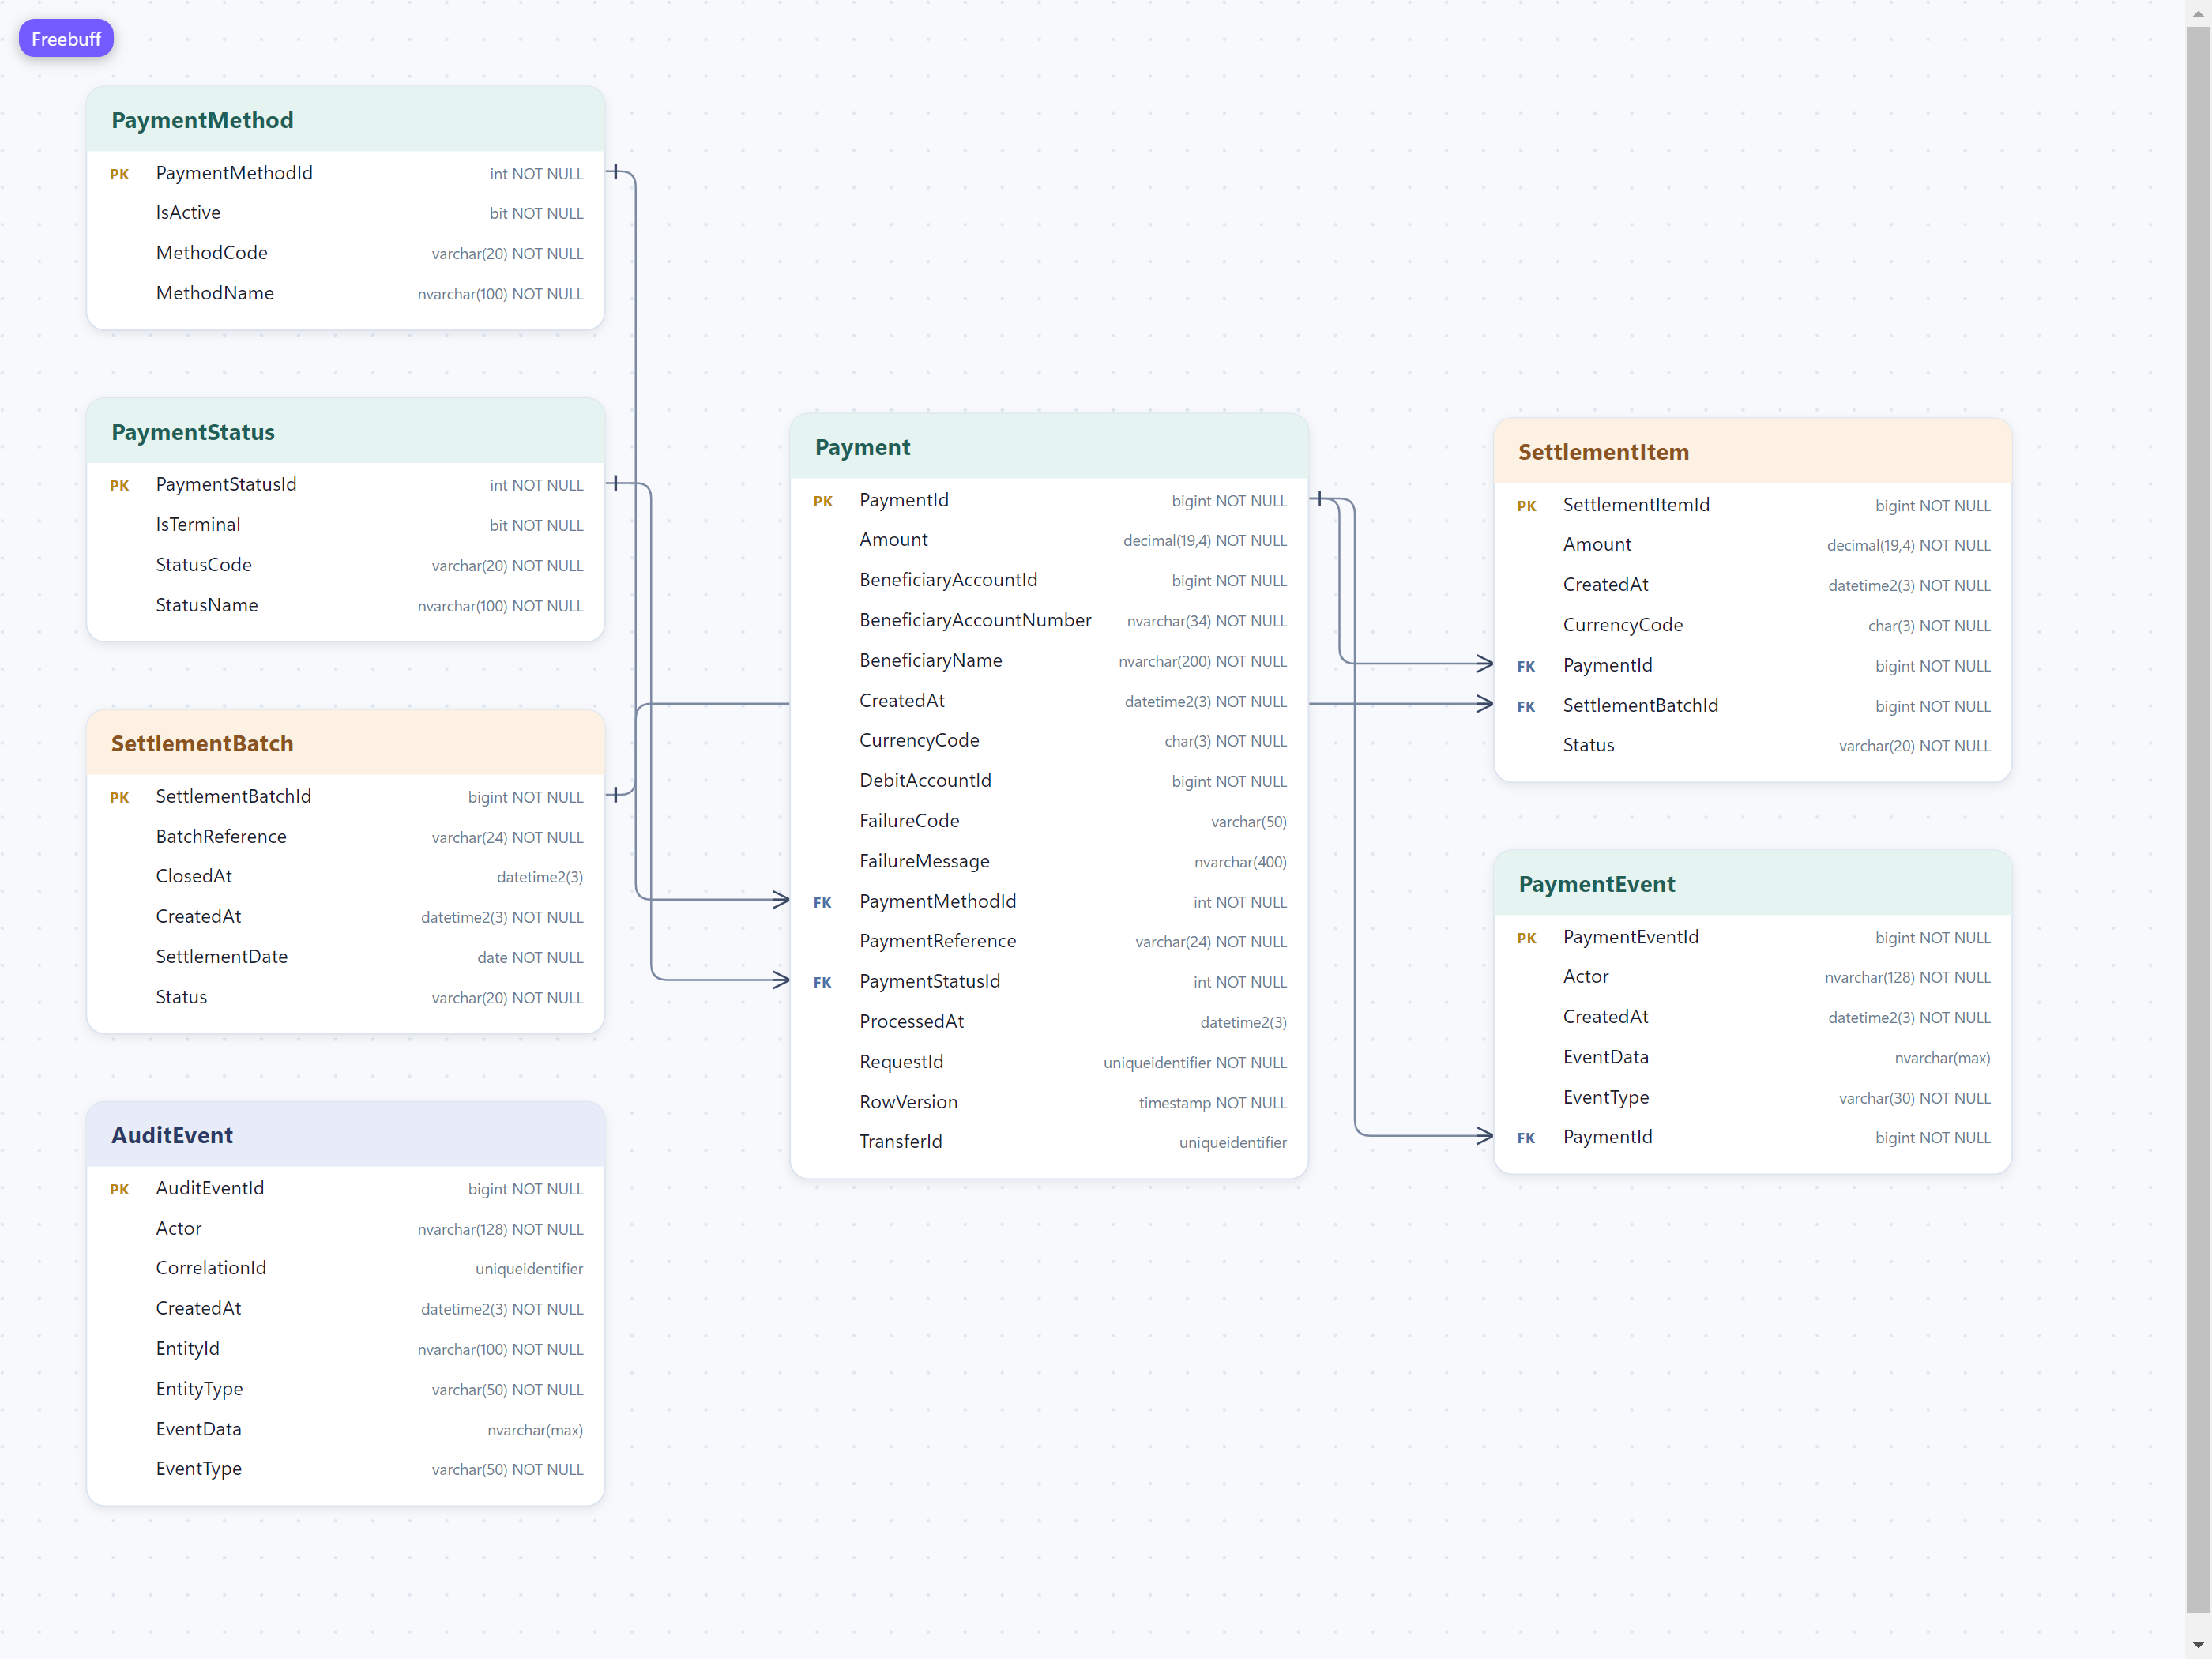 Freebuff
PaymentMethod
PK PaymentMethodId int NOT NULL
IsActive bit NOT NULL
MethodCode varchar(20) NOT NULL
MethodName nvarchar(100) NOT NULL
PaymentStatus
PK PaymentStatusId int NOT NULL
IsTerminal bit NOT NULL
StatusCode varchar(20) NOT NULL
StatusName nvarchar(100) NOT NULL
SettlementBatch
PK SettlementBatchId bigint NOT NULL
BatchReference varchar(24) NOT NULL
ClosedAt datetime2(3)
CreatedAt datetime2(3) NOT NULL
SettlementDate date NOT NULL
Status varchar(20) NOT NULL
AuditEvent
PK AuditEventId bigint NOT NULL
Actor nvarchar(128) NOT NULL
CorrelationId uniqueidentifier
CreatedAt datetime2(3) NOT NULL
EntityId nvarchar(100) NOT NULL
EntityType varchar(50) NOT NULL
EventData nvarchar(max)
EventType varchar(50) NOT NULL
Payment
PK PaymentId bigint NOT NULL
Amount decimal(19,4) NOT NULL
BeneficiaryAccountId bigint NOT NULL
BeneficiaryAccountNumber nvarchar(34) NOT NULL
BeneficiaryName nvarchar(200) NOT NULL
CreatedAt datetime2(3) NOT NULL
CurrencyCode char(3) NOT NULL
DebitAccountId bigint NOT NULL
FailureCode varchar(50)
FailureMessage nvarchar(400)
FK PaymentMethodId int NOT NULL
PaymentReference varchar(24) NOT NULL
FK PaymentStatusId int NOT NULL
ProcessedAt datetime2(3)
RequestId uniqueidentifier NOT NULL
RowVersion timestamp NOT NULL
TransferId uniqueidentifier
SettlementItem
PK SettlementItemId bigint NOT NULL
Amount decimal(19,4) NOT NULL
CreatedAt datetime2(3) NOT NULL
CurrencyCode char(3) NOT NULL
FK PaymentId bigint NOT NULL
FK SettlementBatchId bigint NOT NULL
Status varchar(20) NOT NULL
PaymentEvent
PK PaymentEventId bigint NOT NULL
Actor nvarchar(128) NOT NULL
CreatedAt datetime2(3) NOT NULL
EventData nvarchar(max)
EventType varchar(30) NOT NULL
FK PaymentId bigint NOT NULL